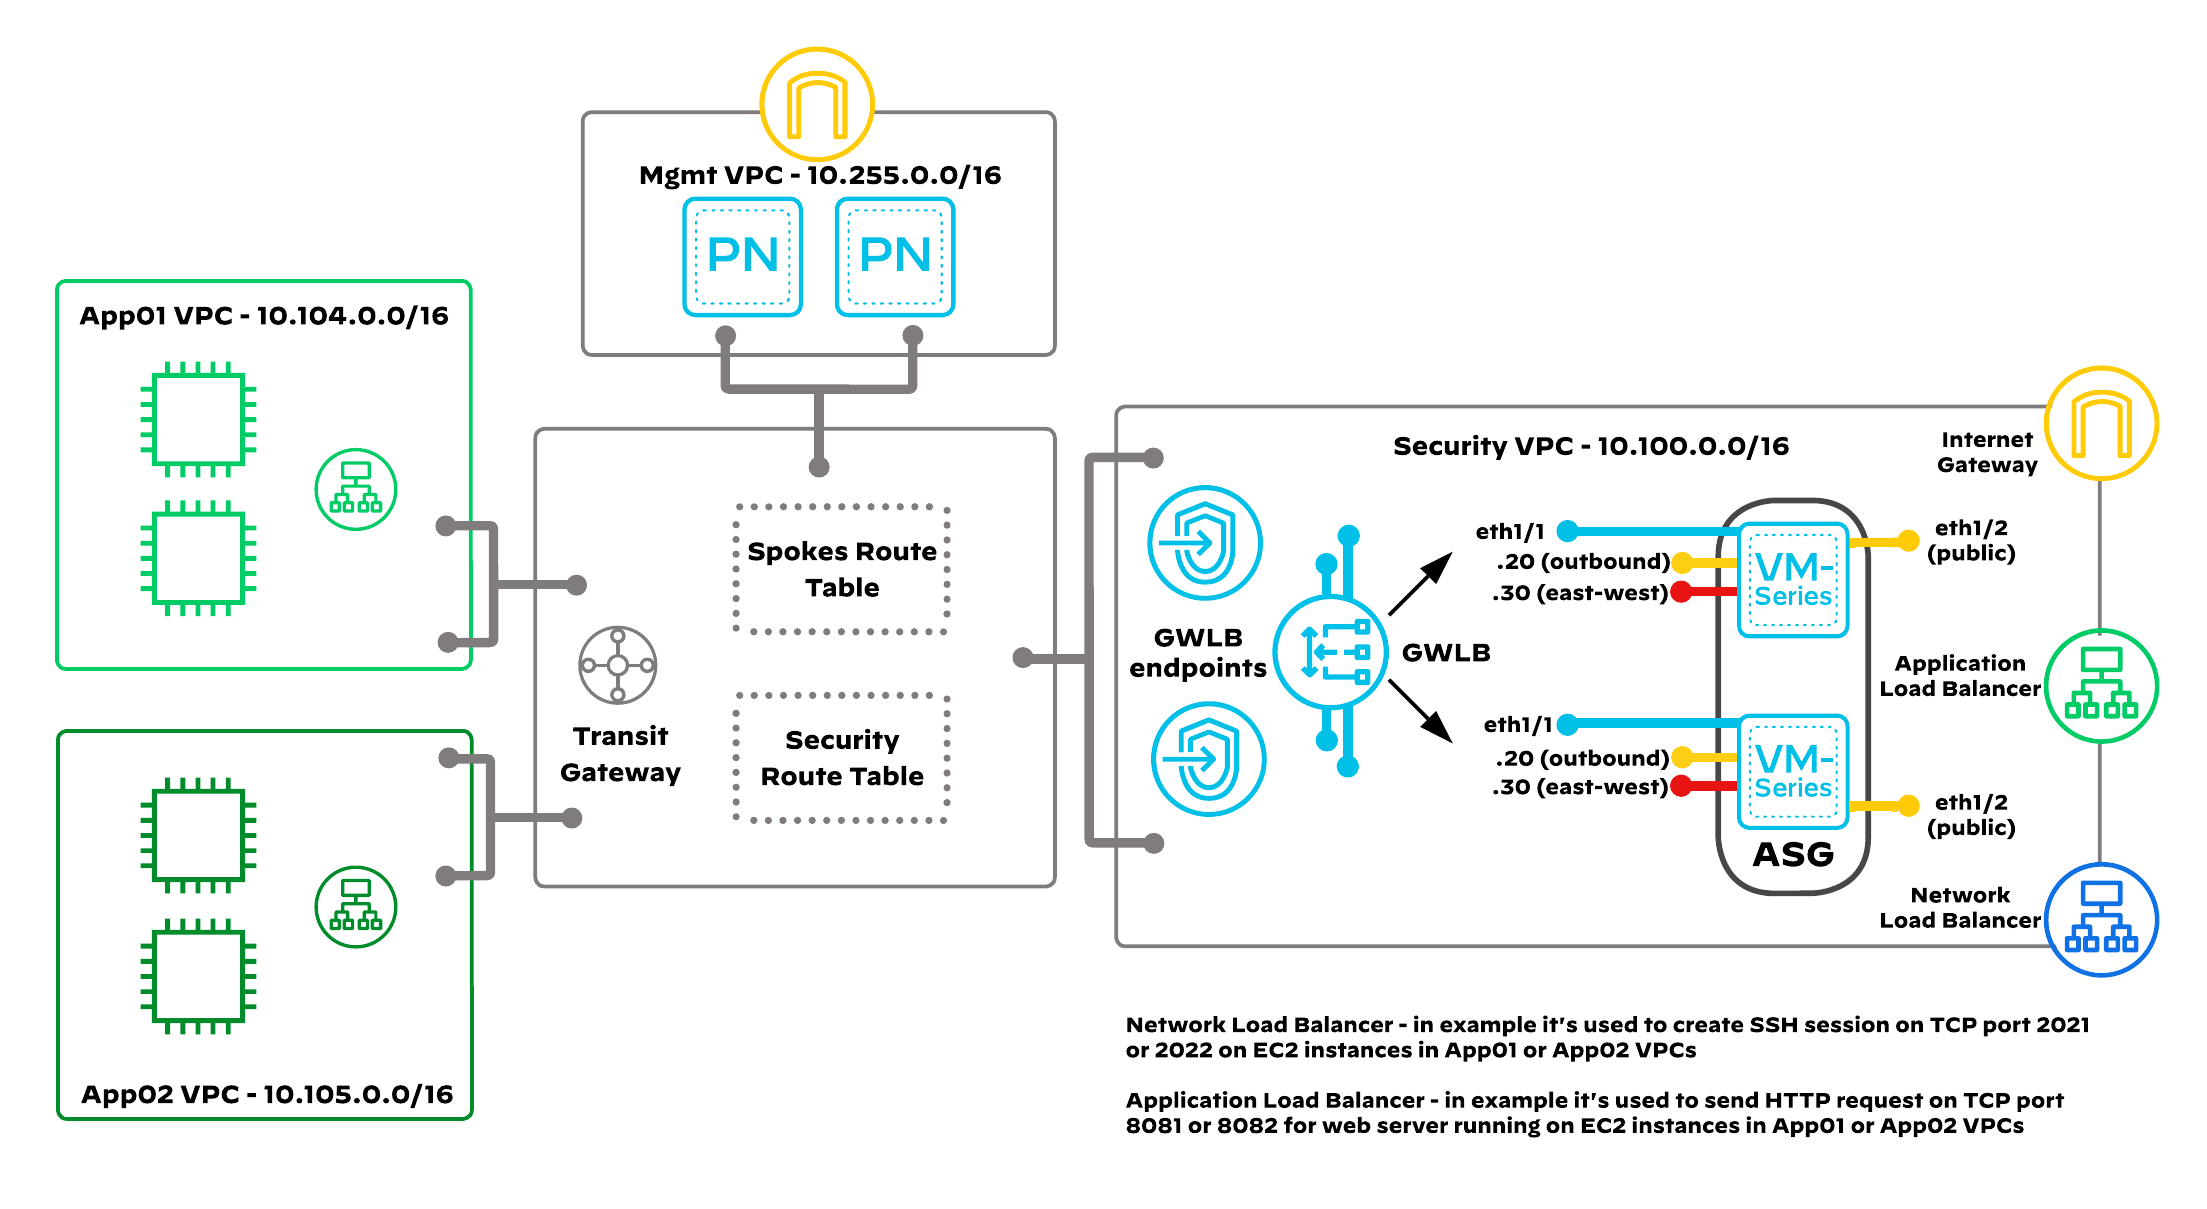 Mgmt VPC - 10.255.0.0/16
PN
PN
App01 VPC - 10.104.0.0/16
App02 VPC - 10.105.0.0/16
Transit
Gateway
Spokes Route
Table
Security
Route Table
Security VPC - 10.100.0.0/16
GWLB
endpoints
GWLB
eth1/1
.20 (outbound)
.30 (east-west)
VM-
Series
eth1/2
(public)
eth1/1
.20 (outbound)
.30 (east-west)
VM-
Series
eth1/2
(public)
ASG
Internet
Gateway
Application
Load Balancer
Network
Load Balancer
Network Load Balancer - in example it's used to create SSH session on TCP port 2021
or 2022 on EC2 instances in App01 or App02 VPCs
Application Load Balancer - in example it's used to send HTTP request on TCP port
8081 or 8082 for web server running on EC2 instances in App01 or App02 VPCs